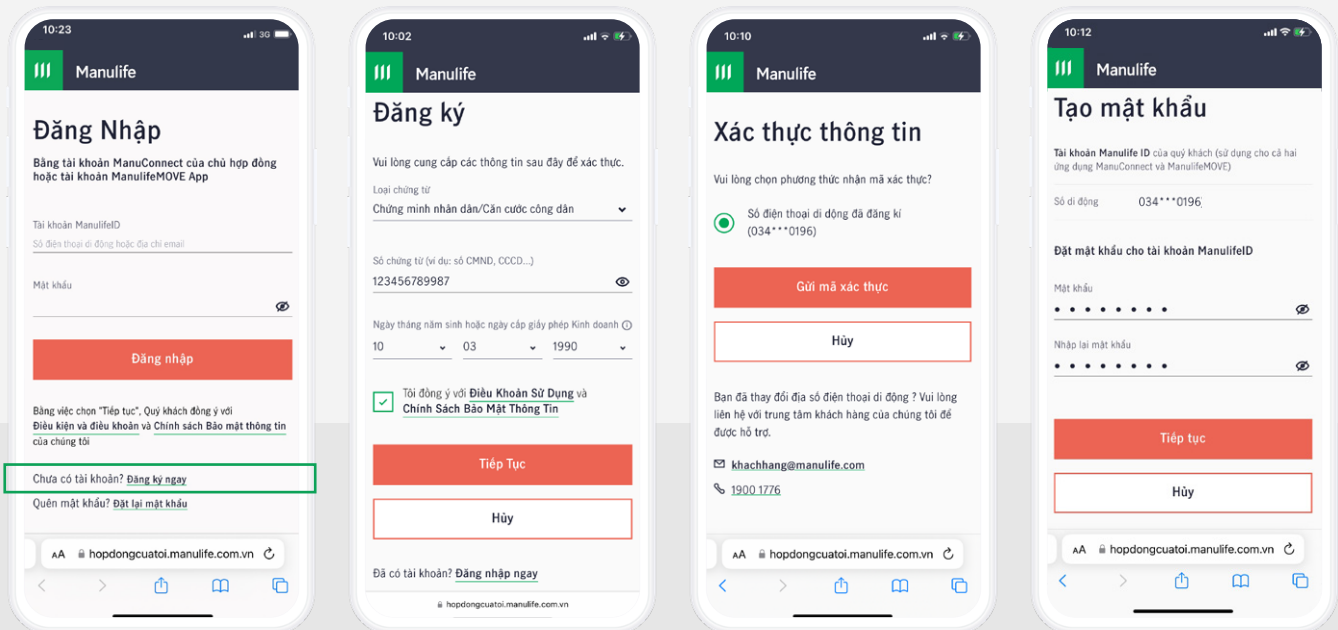 10:23
3G
Manulife
Đăng Nhập
Bằng tài khoản ManuConnect của chủ hợp đồng
hoặc tài khoản ManulifeMOVE App
Tài khoản ManulifeID
Số điện thoại di động hoặc địa chỉ email
Mật khẩu
Đăng nhập
Bằng việc chọn "Tiếp tục", Quý khách đồng ý với
Điều kiện và điều khoản và Chính sách Bảo mật thông tin
của chúng tôi
Chưa có tài khoản? Đăng ký ngay
Quên mật khẩu? Đặt lại mật khẩu
AA hopdongcuatoi.manulife.com.vn
10:02
Manulife
Đăng ký
Vui lòng cung cấp các thông tin sau đây để xác thực.
Loại chứng từ
Chứng minh nhân dân/Căn cước công dân
Số chứng từ (ví dụ: số CMND, CCCD...)
123456789987
Ngày tháng năm sinh hoặc ngày cấp giấy phép Kinh doanh
10 03 1990
Tôi đồng ý với Điều Khoản Sử Dụng và
Chính Sách Bảo Mật Thông Tin
Tiếp Tục
Hủy
Đã có tài khoản? Đăng nhập ngay
hopdongcuatoi.manulife.com.vn
10:10
Manulife
Xác thực thông tin
Vui lòng chọn phương thức nhận mã xác thực?
Số điện thoại di động đã đăng kí
(034***0196)
Gửi mã xác thực
Hủy
Bạn đã thay đổi địa số điện thoại di động ? Vui lòng
liên hệ với trung tâm khách hàng của chúng tôi để
được hỗ trợ.
khachhang@manulife.com
1900 1776
AA hopdongcuatoi.manulife.com.vn
10:12
Manulife
Tạo mật khẩu
Tài khoản Manulife ID của quý khách (sử dụng cho cả hai
ứng dụng ManuConnect và ManulifeMOVE)
Số di động 034***0196
Đặt mật khẩu cho tài khoản ManulifeID
Mật khẩu
Nhập lại mật khẩu
Tiếp tục
Hủy
AA hopdongcuatoi.manulife.com.vn